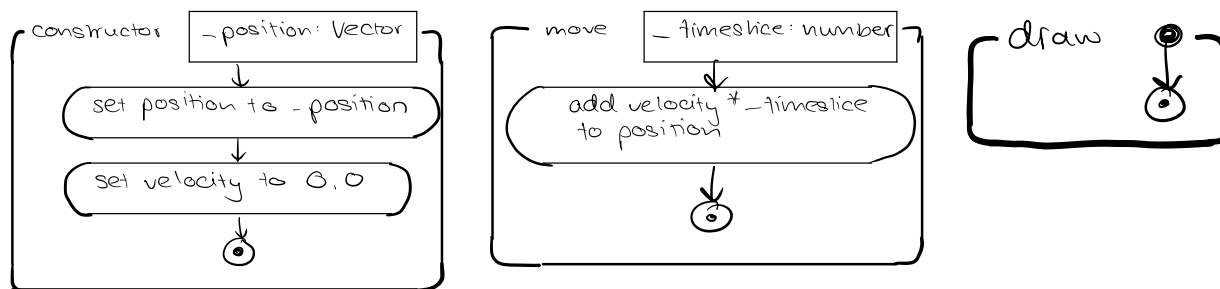 constructor
_position: Vector
set position to _position
set velocity to 0,0
move
_timeslice: number
add velocity * _timeslice
to position
draw